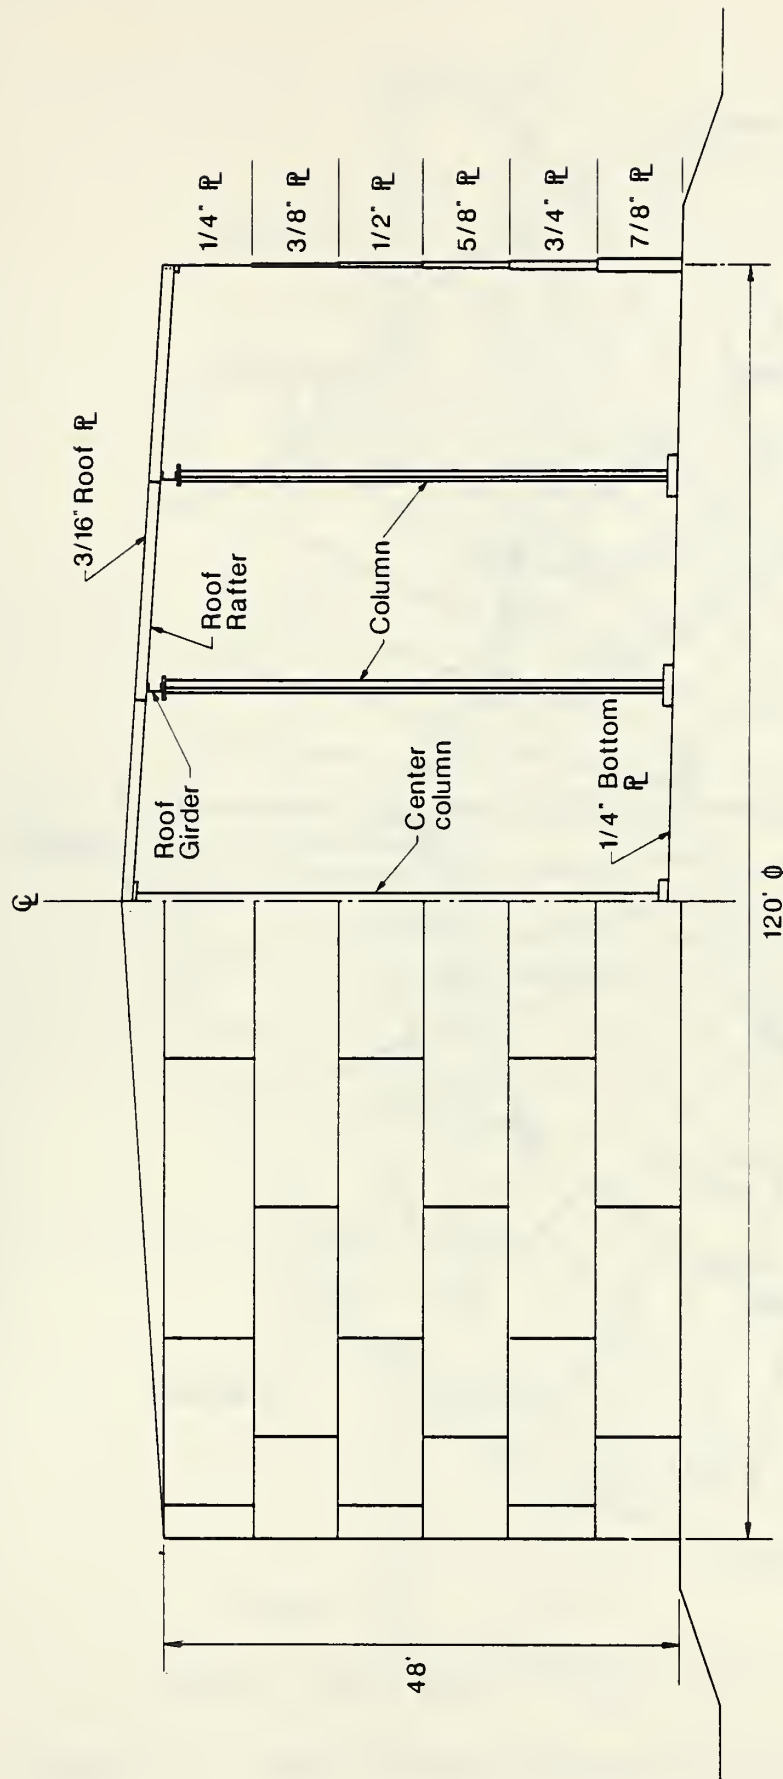 ℄
3/16" Roof ℙL
Roof
Rafter
Roof
Girder
Column
Center
column
1/4" Bottom
ℙL
1/4" ℙL
3/8" ℙL
1/2" ℙL
5/8" ℙL
3/4" ℙL
7/8" ℙL
48'
120' Φ